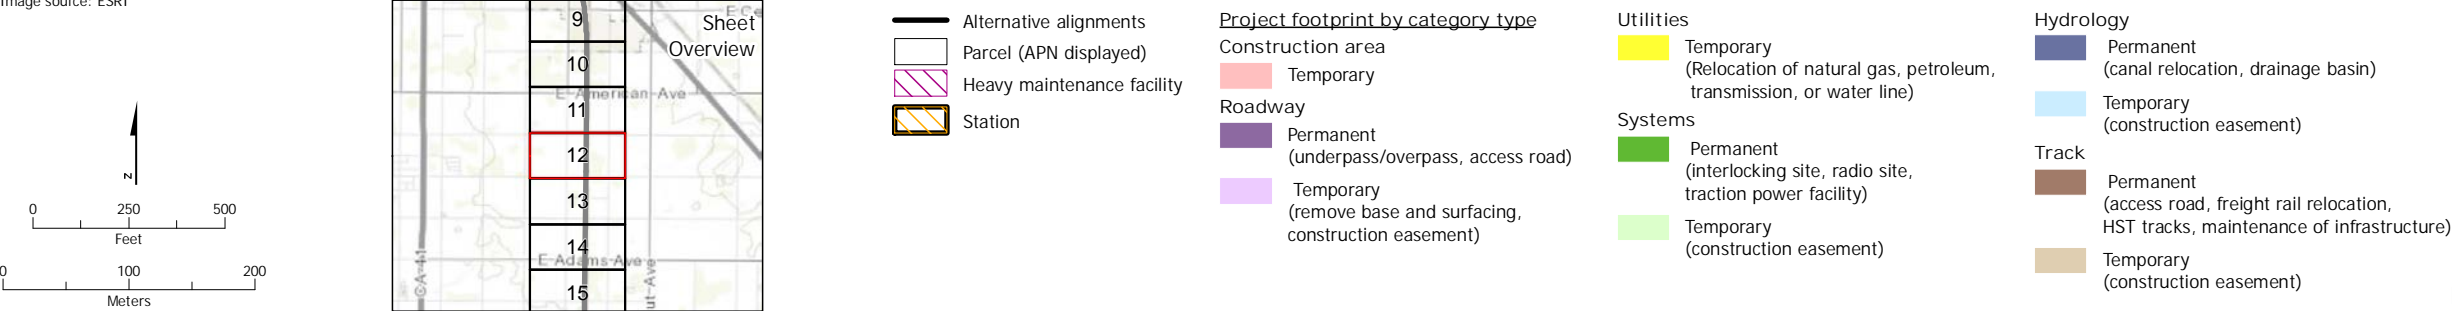 Image source: ESRI
N
0 250 500
Feet
0 100 200
Meters
Sheet
Overview
9
10
E-American-Ave
11
12
13
14
E-Adams-Ave
15
CA-41
ut-Ave
Alternative alignments
Parcel (APN displayed)
Heavy maintenance facility
Station
Project footprint by category type
Construction area
Temporary
Roadway
Permanent
(underpass/overpass, access road)
Temporary
(remove base and surfacing,
construction easement)
Utilities
Temporary
(Relocation of natural gas, petroleum,
transmission, or water line)
Systems
Permanent
(interlocking site, radio site,
traction power facility)
Temporary
(construction easement)
Hydrology
Permanent
(canal relocation, drainage basin)
Temporary
(construction easement)
Track
Permanent
(access road, freight rail relocation,
HST tracks, maintenance of infrastructure)
Temporary
(construction easement)